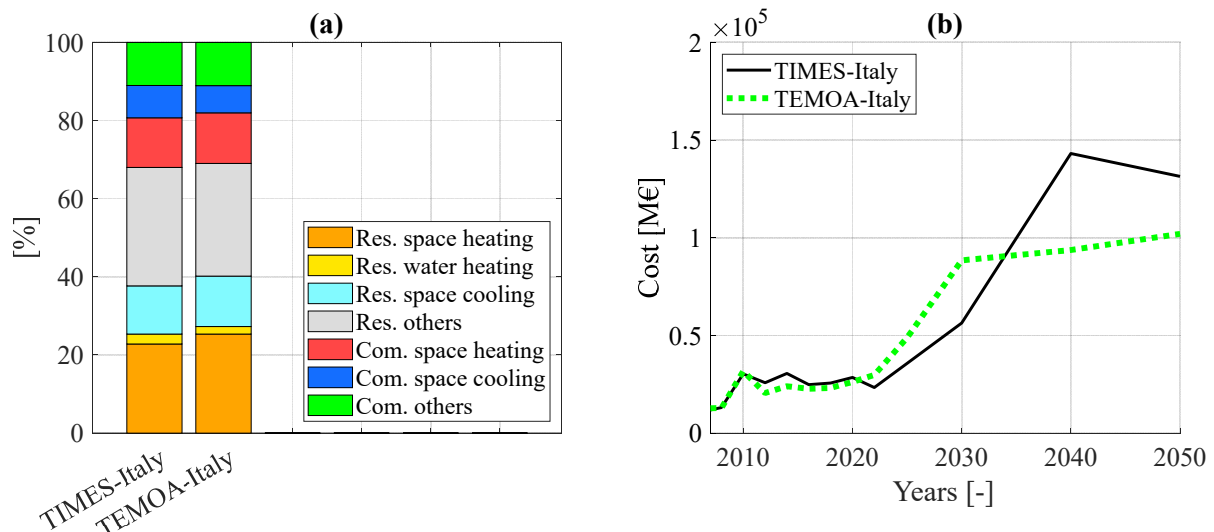 (a)
100
80
60
40
20
0
[%]
Res. space heating
Res. water heating
Res. space cooling
Res. others
Com. space heating
Com. space cooling
Com. others
TIMES-Italy
TEMOA-Italy
(b)
×10⁵
2
1.5
1
0.5
0
Cost [M€]
TIMES-Italy
TEMOA-Italy
2010
2020
2030
2040
2050
Years [-]